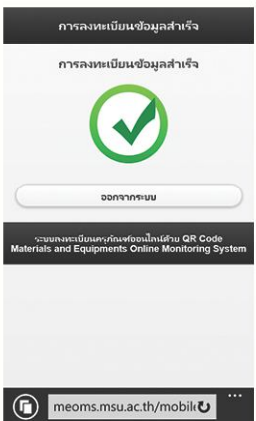 การลงทะเบียนข้อมูลสำเร็จ
การลงทะเบียนข้อมูลสำเร็จ
ออกจากระบบ
ระบบลงทะเบียนครุภัณฑ์ออนไลน์ด้วย QR Code
Materials and Equipments Online Monitoring System
meoms.msu.ac.th/mobil